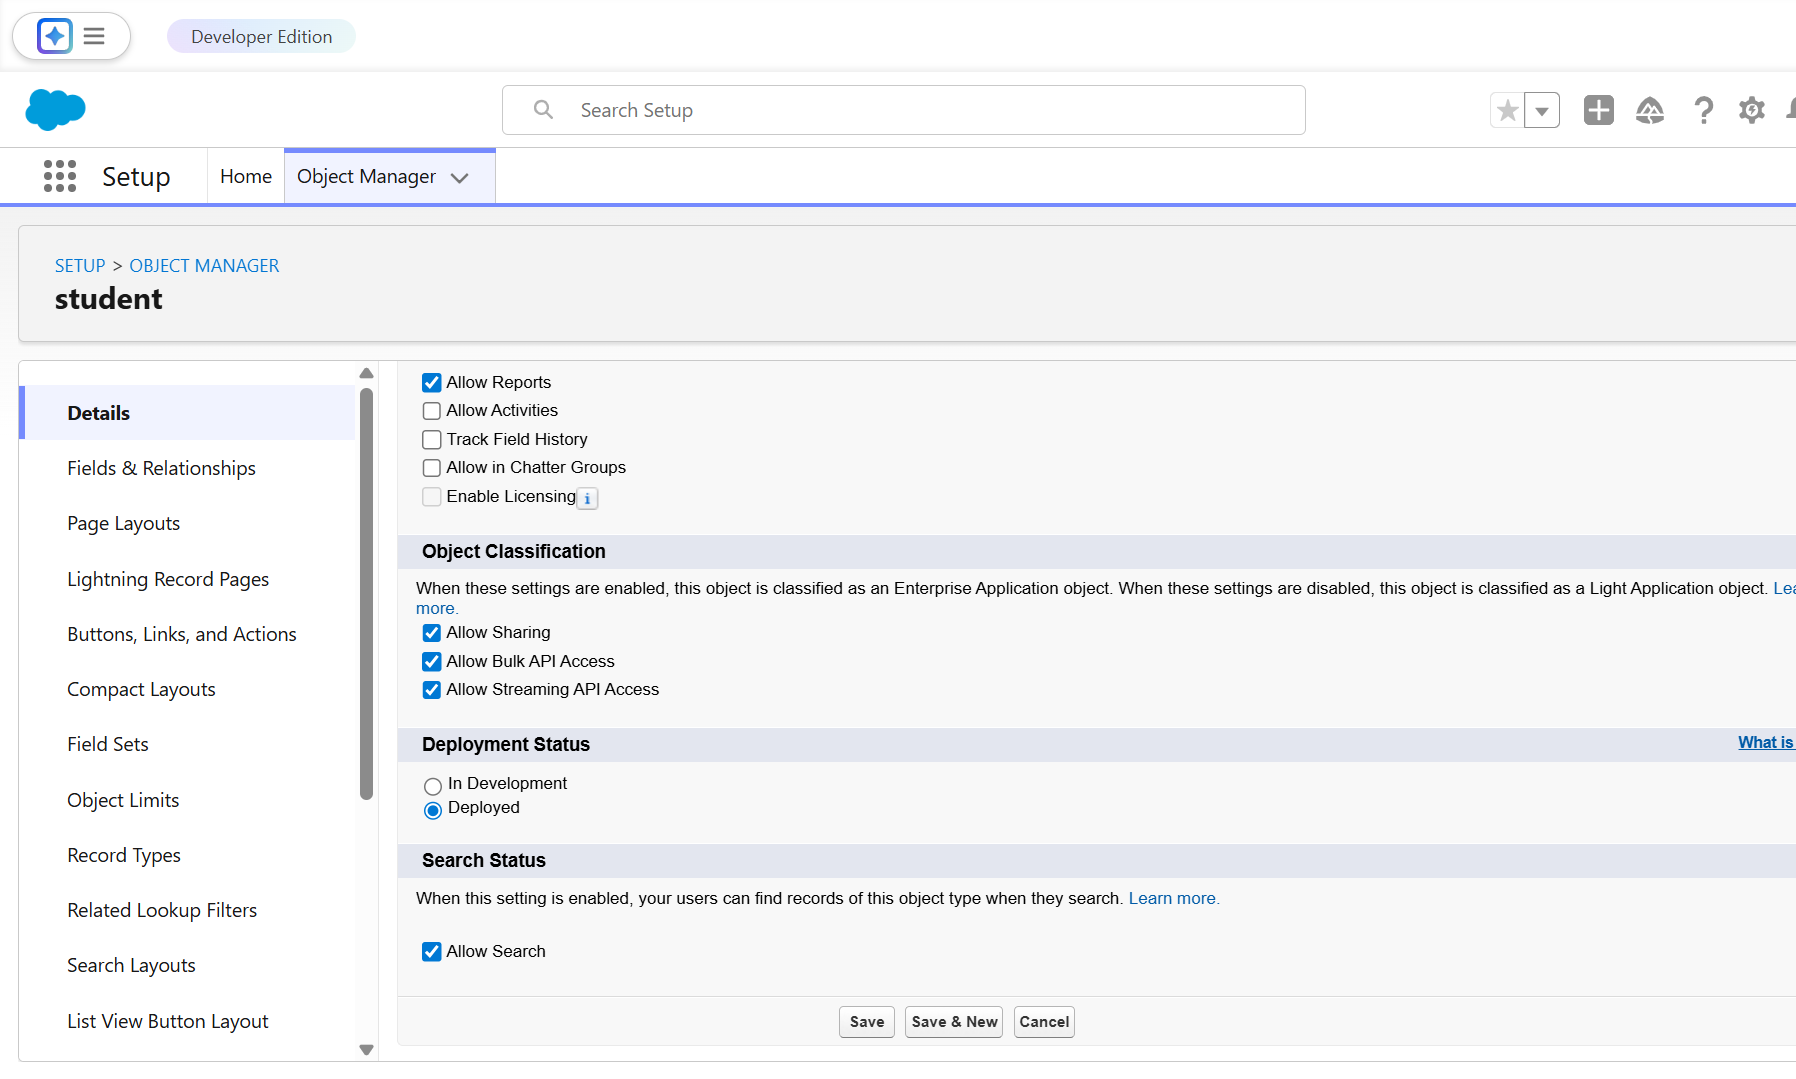 Developer Edition
Search Setup
Setup
Home
Object Manager
SETUP > OBJECT MANAGER
student
Details
Fields & Relationships
Page Layouts
Lightning Record Pages
Buttons, Links, and Actions
Compact Layouts
Field Sets
Object Limits
Record Types
Related Lookup Filters
Search Layouts
List View Button Layout
Allow Reports
Allow Activities
Track Field History
Allow in Chatter Groups
Enable Licensing
Object Classification
When these settings are enabled, this object is classified as an Enterprise Application object. When these settings are disabled, this object is classified as a Light Application object. Lea
more.
Allow Sharing
Allow Bulk API Access
Allow Streaming API Access
Deployment Status
What is
In Development
Deployed
Search Status
When this setting is enabled, your users can find records of this object type when they search. Learn more.
Allow Search
Save
Save & New
Cancel